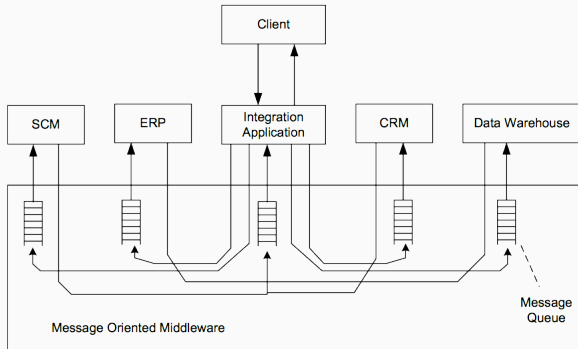 Client
SCM
ERP
Integration
Application
CRM
Data Warehouse
Message
Queue
Message Oriented Middleware